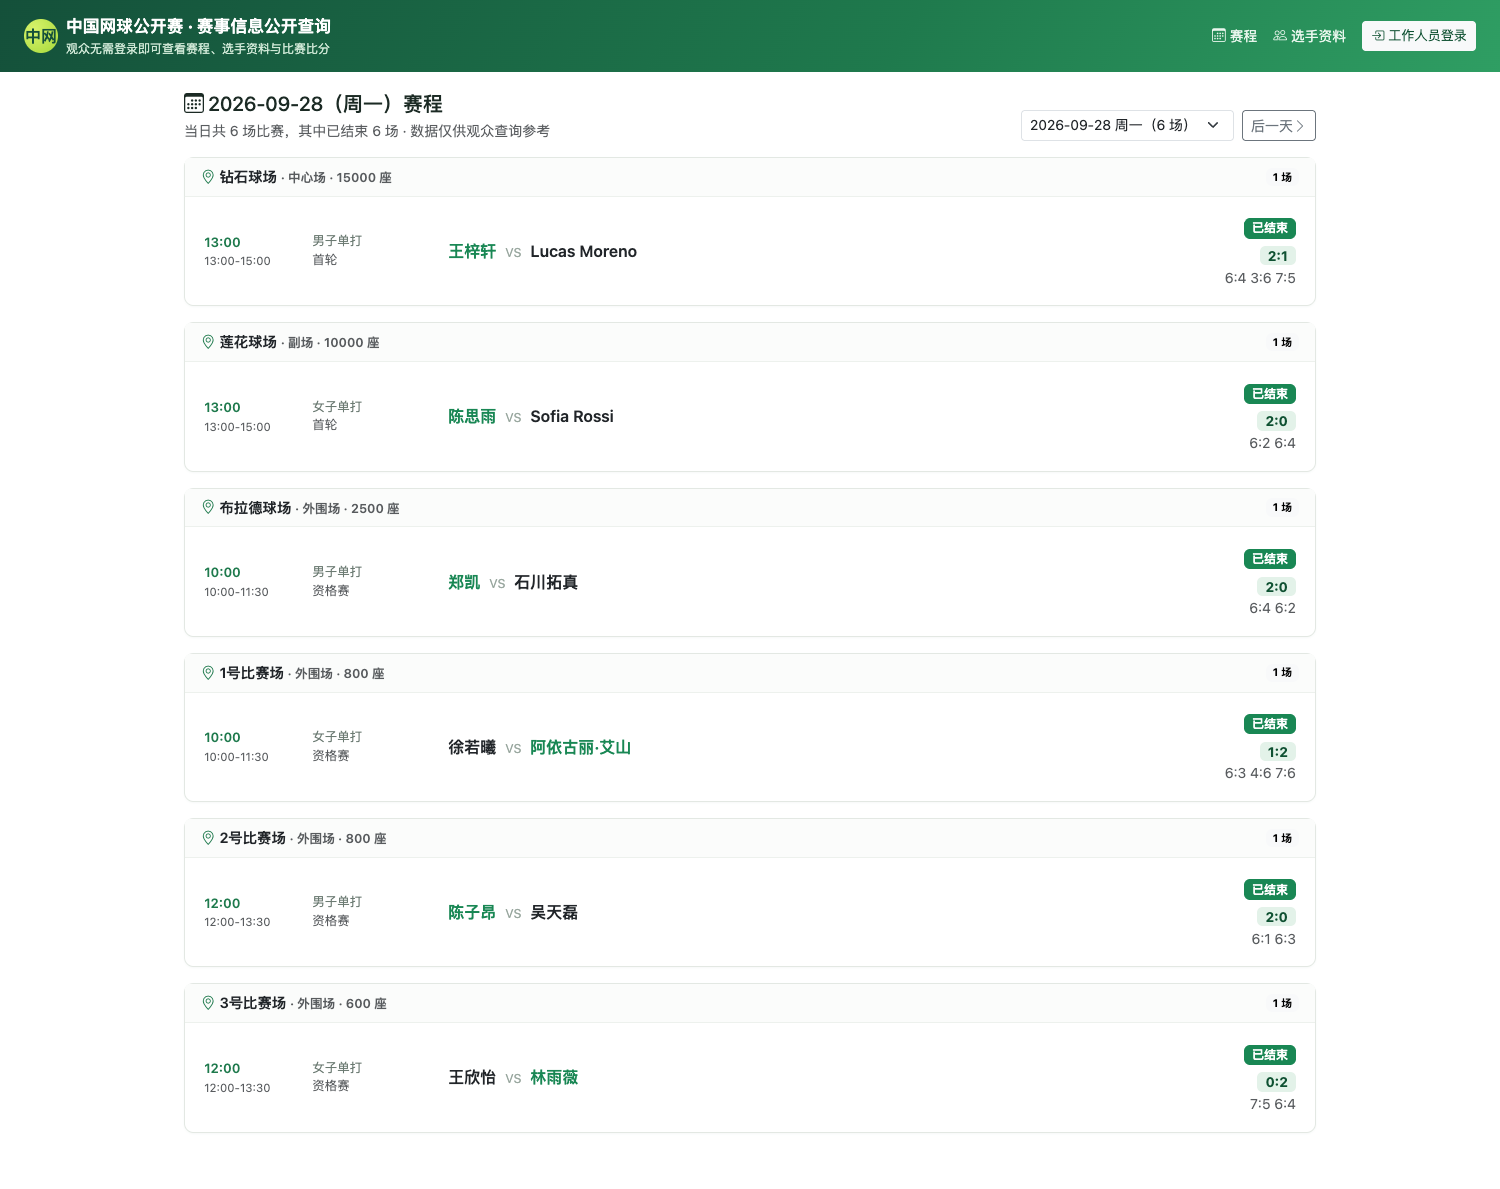 中网
中国网球公开赛 · 赛事信息公开查询
观众无需登录即可查看赛程、选手资料与比赛比分
赛程
选手资料
工作人员登录
2026-09-28（周一）赛程
当日共 6 场比赛，其中已结束 6 场 · 数据仅供观众查询参考
2026-09-28 周一（6 场）
后一天
钻石球场 · 中心场 · 15000 座
1 场
13:00
13:00-15:00
男子单打
首轮
王梓轩 vs Lucas Moreno
已结束
2:1
6:4 3:6 7:5
莲花球场 · 副场 · 10000 座
1 场
13:00
13:00-15:00
女子单打
首轮
陈思雨 vs Sofia Rossi
已结束
2:0
6:2 6:4
布拉德球场 · 外围场 · 2500 座
1 场
10:00
10:00-11:30
男子单打
资格赛
郑凯 vs 石川拓真
已结束
2:0
6:4 6:2
1号比赛场 · 外围场 · 800 座
1 场
10:00
10:00-11:30
女子单打
资格赛
徐若曦 vs 阿依古丽·艾山
已结束
1:2
6:3 4:6 7:6
2号比赛场 · 外围场 · 800 座
1 场
12:00
12:00-13:30
男子单打
资格赛
陈子昂 vs 吴天磊
已结束
2:0
6:1 6:3
3号比赛场 · 外围场 · 600 座
1 场
12:00
12:00-13:30
女子单打
资格赛
王欣怡 vs 林雨薇
已结束
0:2
7:5 6:4